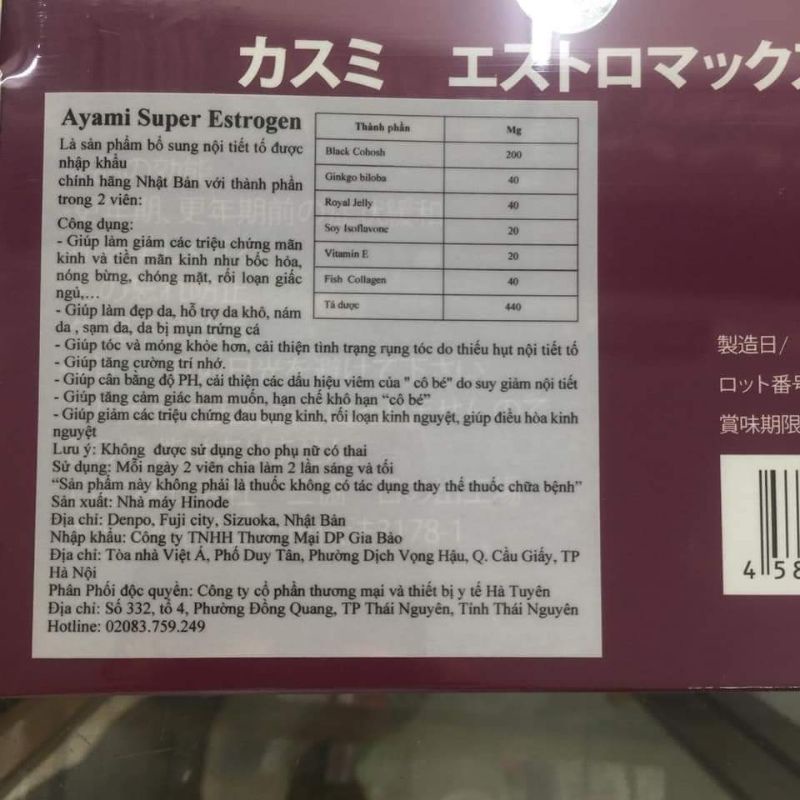 カスミ エストロマックス
Ayami Super Estrogen
Là sản phẩm bổ sung nội tiết tố được
nhập khẩu
chính hãng Nhật Bản với thành phần
trong 2 viên:
Công dụng:
- Giúp làm giảm các triệu chứng mãn
kinh và tiền mãn kinh như bốc hỏa,
nóng bừng, chóng mặt, rối loạn giấc
ngủ,...
- Giúp làm đẹp da, hỗ trợ da khô, nám
da , sạm da, da bị mụn trứng cá
- Giúp tóc và móng khỏe hơn, cải thiện tình trạng rụng tóc do thiếu hụt nội tiết tố
- Giúp tăng cường trí nhớ.
- Giúp cân bằng độ PH, cải thiện các dấu hiệu viêm của " cô bé" do suy giảm nội tiết
- Giúp tăng cảm giác ham muốn, hạn chế khô hạn “cô bé”
- Giúp giảm các triệu chứng đau bụng kinh, rối loạn kinh nguyệt, giúp điều hòa kinh
nguyệt
Lưu ý: Không được sử dụng cho phụ nữ có thai
Sử dụng: Mỗi ngày 2 viên chia làm 2 lần sáng và tối
“Sản phẩm này không phải là thuốc không có tác dụng thay thế thuốc chữa bệnh”
Sản xuất: Nhà máy Hinode
Địa chỉ: Denpo, Fuji city, Sizuoka, Nhật Bản
Nhập khẩu: Công ty TNHH Thương Mại DP Gia Bảo
Địa chỉ: Tòa nhà Việt Á, Phố Duy Tân, Phường Dịch Vọng Hậu, Q. Cầu Giấy, TP
Hà Nội
Phân Phối độc quyền: Công ty cổ phần thương mại và thiết bị y tế Hà Tuyên
Địa chỉ: Số 332, tổ 4, Phường Đồng Quang, TP Thái Nguyên, Tỉnh Thái Nguyên
Hotline: 02083.759.249
Thành phần Mg
Black Cohosh 200
Ginkgo biloba 40
Royal Jelly 40
Soy Isoflavone 20
Vitamin E 20
Fish Collagen 40
Tá dược 440
製造日/
ロット番号
賞味期限
4 58